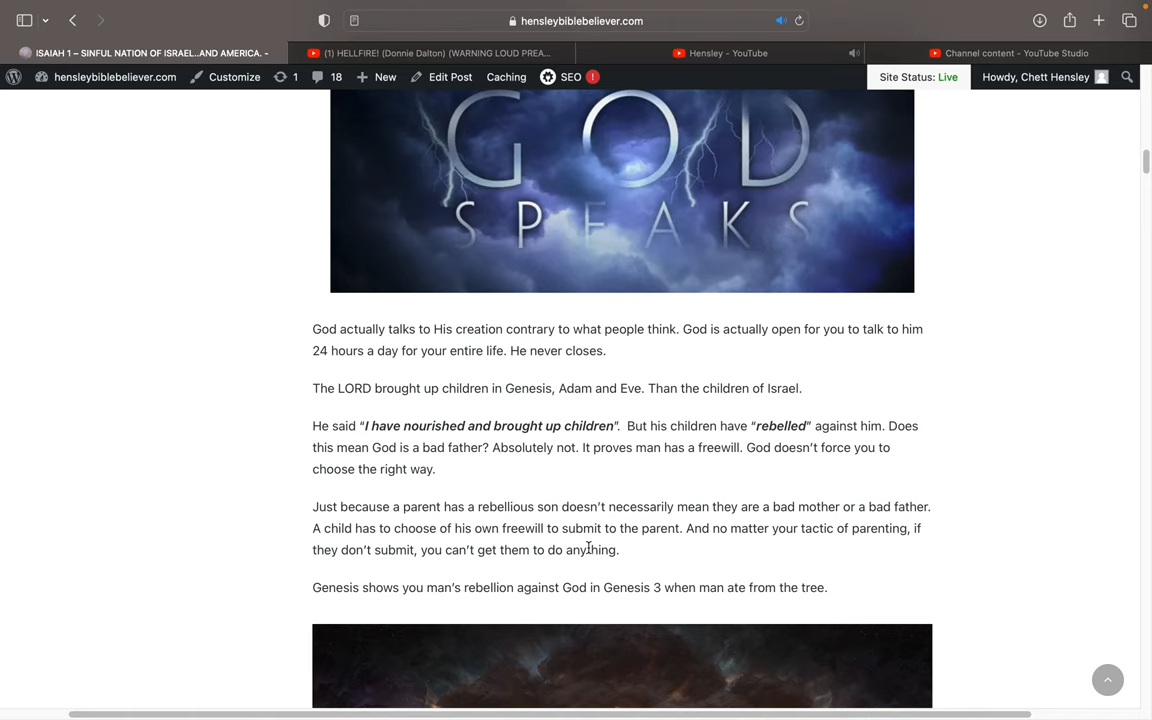 hensleybiblebeliever.com
ISAIAH 1 – SINFUL NATION OF ISRAEL..AND AMERICA. -
(1) HELLFIRE! (Donnie Dalton) (WARNING LOUD PREA...
Hensley - YouTube
Channel content - YouTube Studio
hensleybiblebeliever.com Customize 1 18 New Edit Post Caching SEO ! Site Status: Live Howdy, Chett Hensley
GOD
SPEAKS
God actually talks to His creation contrary to what people think. God is actually open for you to talk to him
24 hours a day for your entire life. He never closes.
The LORD brought up children in Genesis, Adam and Eve. Than the children of Israel.
He said “I have nourished and brought up children”. But his children have “rebelled” against him. Does
this mean God is a bad father? Absolutely not. It proves man has a freewill. God doesn’t force you to
choose the right way.
Just because a parent has a rebellious son doesn’t necessarily mean they are a bad mother or a bad father.
A child has to choose of his own freewill to submit to the parent. And no matter your tactic of parenting, if
they don’t submit, you can’t get them to do anything.
Genesis shows you man’s rebellion against God in Genesis 3 when man ate from the tree.